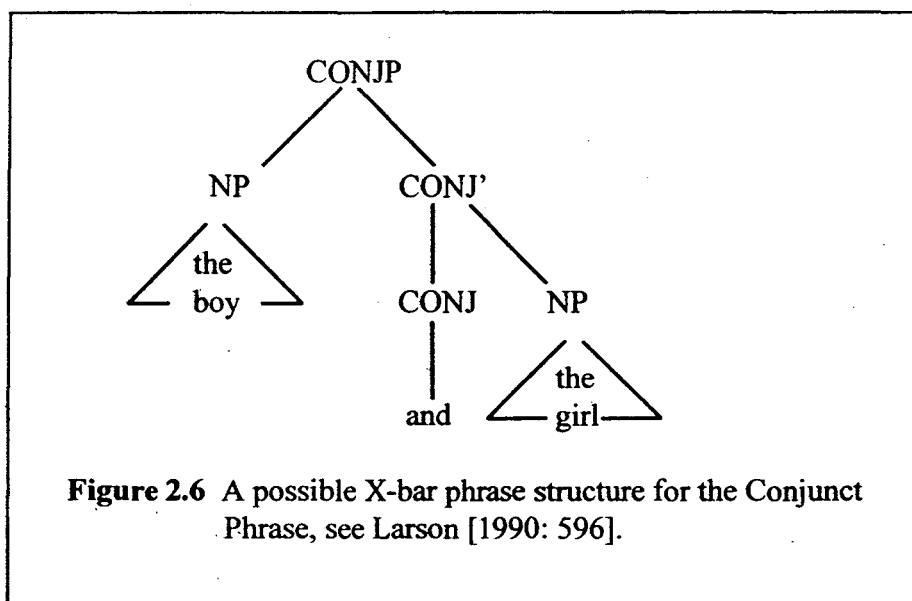 CONJP
NP CONJ’
the
boy CONJ NP
the
and girl
Figure 2.6 A possible X-bar phrase structure for the Conjunct
Phrase, see Larson [1990: 596].